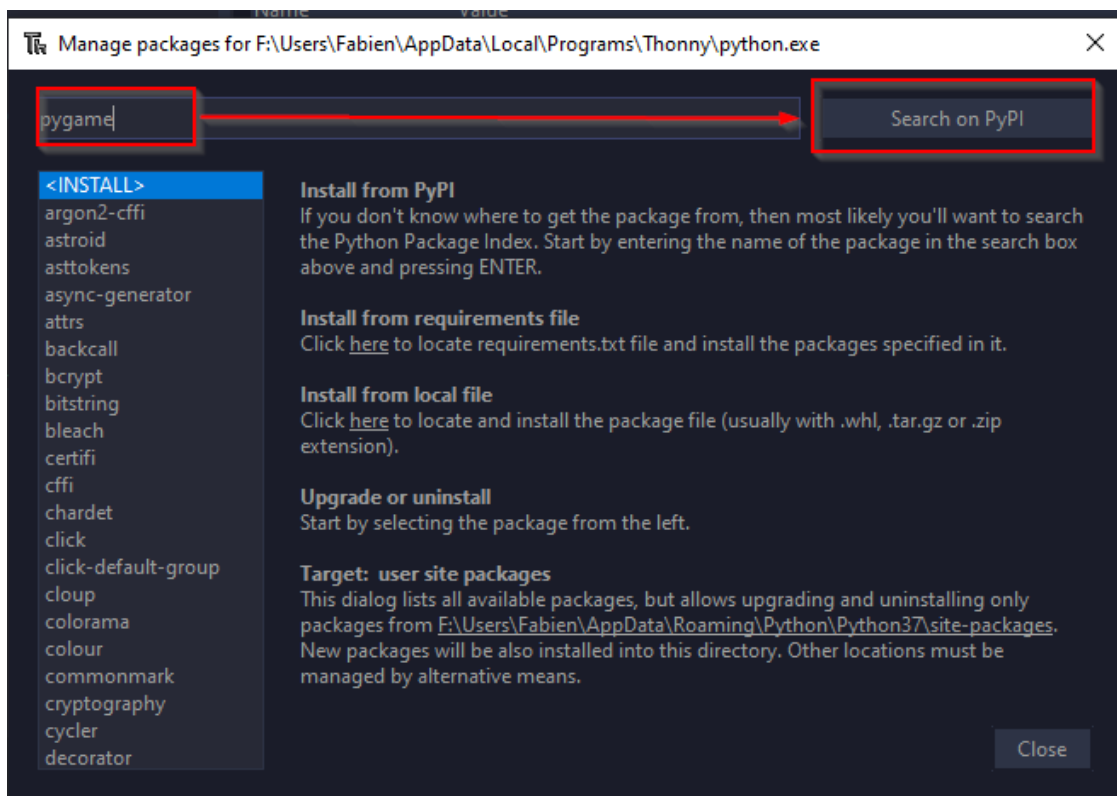 Name Value
Manage packages for F:\Users\Fabien\AppData\Local\Programs\Thonny\python.exe
pygame
Search on PyPI
<INSTALL>
argon2-cffi
astroid
asttokens
async-generator
attrs
backcall
bcrypt
bitstring
bleach
certifi
cffi
chardet
click
click-default-group
cloup
colorama
colour
commonmark
cryptography
cycler
decorator
Install from PyPI
If you don't know where to get the package from, then most likely you'll want to search
the Python Package Index. Start by entering the name of the package in the search box
above and pressing ENTER.
Install from requirements file
Click here to locate requirements.txt file and install the packages specified in it.
Install from local file
Click here to locate and install the package file (usually with .whl, .tar.gz or .zip
extension).
Upgrade or uninstall
Start by selecting the package from the left.
Target:  user site packages
This dialog lists all available packages, but allows upgrading and uninstalling only
packages from F:\Users\Fabien\AppData\Roaming\Python\Python37\site-packages.
New packages will be also installed into this directory. Other locations must be
managed by alternative means.
Close